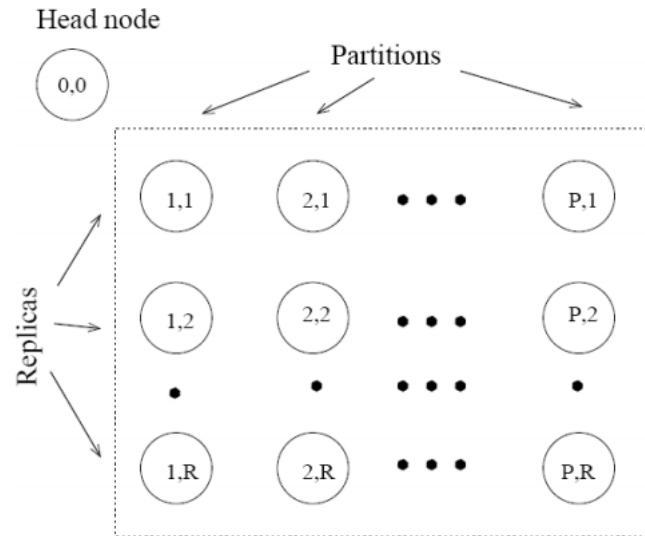 Head node
Partitions
0,0
1,1 2,1 P,1
1,2 2,2 P,2
Replicas
1,R 2,R P,R